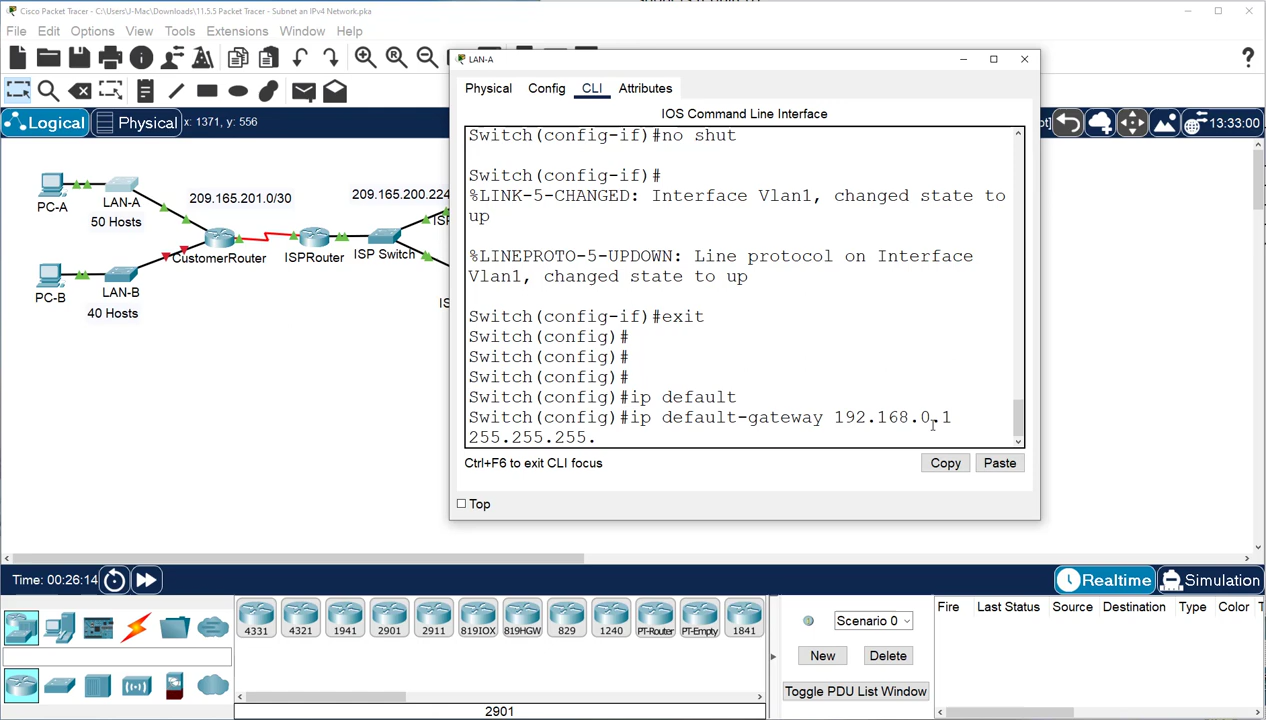 Cisco Packet Tracer - C:\Users\J-Mac\Downloads\11.5.5 Packet Tracer - Subnet an IPv4 Network.pka
File Edit Options View Tools Extensions Window Help
Logical Physical x: 1371, y: 556
13:33:00
LAN-A
Physical Config CLI Attributes
IOS Command Line Interface
Switch(config-if)#no shut
Switch(config-if)#
%LINK-5-CHANGED: Interface Vlan1, changed state to
up
%LINEPROTO-5-UPDOWN: Line protocol on Interface
Vlan1, changed state to up
Switch(config-if)#exit
Switch(config)#
Switch(config)#
Switch(config)#
Switch(config)#ip default
Switch(config)#ip default-gateway 192.168.0.1
255.255.255.
Ctrl+F6 to exit CLI focus
Copy Paste
Top
PC-A
LAN-A
50 Hosts
209.165.201.0/30
209.165.200.224
CustomerRouter
ISPRouter
ISP Switch
PC-B
LAN-B
40 Hosts
Time: 00:26:14
Realtime Simulation
4331 4321 1941 2901 2911 819IOX 819HGW 829 1240 PT-Router PT-Empty 1841
2901
Scenario 0
New Delete
Toggle PDU List Window
Fire Last Status Source Destination Type Color